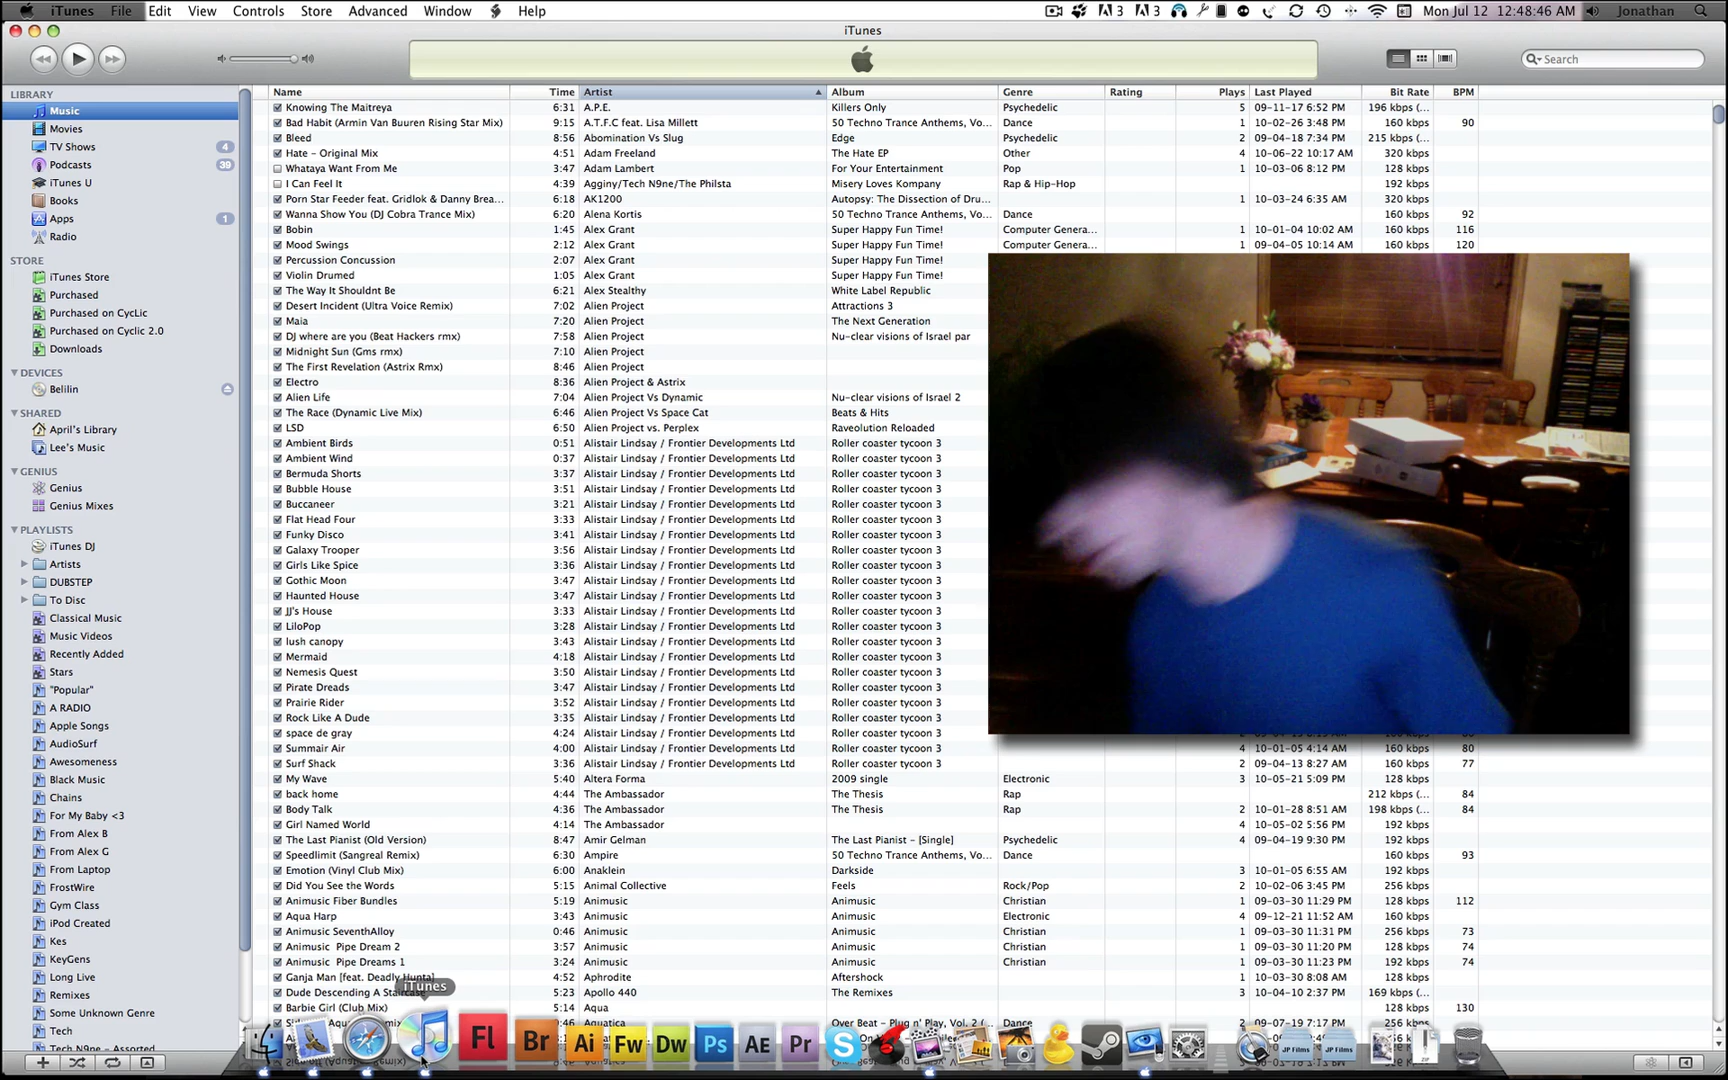 iTunes File Edit View Controls Store Advanced Window Help 3 3 Mon Jul 12 12:48:46 AM Jonathan
iTunes
Search
LIBRARY
Music
Movies
TV Shows 4
Podcasts 39
iTunes U
Books
Apps 1
Radio
STORE
iTunes Store
Purchased
Purchased on CycLic
Purchased on Cyclic 2.0
Downloads
DEVICES
Belilin
SHARED
April's Library
Lee's Music
GENIUS
Genius
Genius Mixes
PLAYLISTS
iTunes DJ
Artists
DUBSTEP
To Disc
Classical Music
Music Videos
Recently Added
Stars
"Popular"
A RADIO
Apple Songs
AudioSurf
Awesomeness
Black Music
Chains
For My Baby <3
From Alex B
From Alex G
From Laptop
FrostWire
Gym Class
iPod Created
Kes
KeyGens
Long Live
Remixes
Some Unknown Genre
Tech
Tech N9ne - Assorted
Name Time Artist Album Genre Rating Plays Last Played Bit Rate BPM
Knowing The Maitreya 6:31 A.P.E. Killers Only Psychedelic 5 09-11-17 6:52 PM 196 kbps (...
Bad Habit (Armin Van Buuren Rising Star Mix) 9:15 A.T.F.C feat. Lisa Millett 50 Techno Trance Anthems, Vo... Dance 1 10-02-26 3:48 PM 160 kbps 90
Bleed 8:56 Abomination Vs Slug Edge Psychedelic 2 09-04-18 7:34 PM 215 kbps (...
Hate - Original Mix 4:51 Adam Freeland The Hate EP Other 4 10-06-22 10:17 AM 320 kbps
Whataya Want From Me 3:47 Adam Lambert For Your Entertainment Pop 1 10-03-06 8:12 PM 128 kbps
I Can Feel It 4:39 Agginy/Tech N9ne/The Philsta Misery Loves Kompany Rap & Hip-Hop 192 kbps
Porn Star Feeder feat. Gridlok & Danny Brea... 6:18 AK1200 Autopsy: The Dissection of Dru... 1 10-03-24 6:35 AM 320 kbps
Wanna Show You (DJ Cobra Trance Mix) 6:20 Alena Kortis 50 Techno Trance Anthems, Vo... Dance 160 kbps 92
Bobin 1:45 Alex Grant Super Happy Fun Time! Computer Genera... 1 10-01-04 10:02 AM 160 kbps 116
Mood Swings 2:12 Alex Grant Super Happy Fun Time! Computer Genera... 1 09-04-05 10:14 AM 160 kbps 120
Percussion Concussion 2:07 Alex Grant Super Happy Fun Time!
Violin Drumed 1:05 Alex Grant Super Happy Fun Time!
The Way It Shouldnt Be 6:21 Alex Stealthy White Label Republic
Desert Incident (Ultra Voice Remix) 7:02 Alien Project Attractions 3
Maia 7:20 Alien Project The Next Generation
DJ where are you (Beat Hackers rmx) 7:58 Alien Project Nu-clear visions of Israel par
Midnight Sun (Gms rmx) 7:10 Alien Project
The First Revelation (Astrix Rmx) 8:46 Alien Project
Electro 8:36 Alien Project & Astrix
Alien Life 7:04 Alien Project Vs Dynamic Nu-clear visions of Israel 2
The Race (Dynamic Live Mix) 6:46 Alien Project Vs Space Cat Beats & Hits
LSD 6:50 Alien Project vs. Perplex Raveolution Reloaded
Ambient Birds 0:51 Alistair Lindsay / Frontier Developments Ltd Roller coaster tycoon 3
Ambient Wind 0:37 Alistair Lindsay / Frontier Developments Ltd Roller coaster tycoon 3
Bermuda Shorts 3:37 Alistair Lindsay / Frontier Developments Ltd Roller coaster tycoon 3
Bubble House 3:51 Alistair Lindsay / Frontier Developments Ltd Roller coaster tycoon 3
Buccaneer 3:21 Alistair Lindsay / Frontier Developments Ltd Roller coaster tycoon 3
Flat Head Four 3:33 Alistair Lindsay / Frontier Developments Ltd Roller coaster tycoon 3
Funky Disco 3:41 Alistair Lindsay / Frontier Developments Ltd Roller coaster tycoon 3
Galaxy Trooper 3:56 Alistair Lindsay / Frontier Developments Ltd Roller coaster tycoon 3
Girls Like Spice 3:36 Alistair Lindsay / Frontier Developments Ltd Roller coaster tycoon 3
Gothic Moon 3:47 Alistair Lindsay / Frontier Developments Ltd Roller coaster tycoon 3
Haunted House 3:47 Alistair Lindsay / Frontier Developments Ltd Roller coaster tycoon 3
JJ's House 3:33 Alistair Lindsay / Frontier Developments Ltd Roller coaster tycoon 3
LiloPop 3:28 Alistair Lindsay / Frontier Developments Ltd Roller coaster tycoon 3
lush canopy 3:43 Alistair Lindsay / Frontier Developments Ltd Roller coaster tycoon 3
Mermaid 4:18 Alistair Lindsay / Frontier Developments Ltd Roller coaster tycoon 3
Nemesis Quest 3:50 Alistair Lindsay / Frontier Developments Ltd Roller coaster tycoon 3
Pirate Dreads 3:47 Alistair Lindsay / Frontier Developments Ltd Roller coaster tycoon 3
Prairie Rider 3:52 Alistair Lindsay / Frontier Developments Ltd Roller coaster tycoon 3
Rock Like A Dude 3:35 Alistair Lindsay / Frontier Developments Ltd Roller coaster tycoon 3
space de gray 4:24 Alistair Lindsay / Frontier Developments Ltd Roller coaster tycoon 3
Summair Air 4:00 Alistair Lindsay / Frontier Developments Ltd Roller coaster tycoon 3 4 10-01-05 4:14 AM 160 kbps 80
Surf Shack 3:36 Alistair Lindsay / Frontier Developments Ltd Roller coaster tycoon 3 2 09-04-13 8:27 AM 160 kbps 77
My Wave 5:40 Altera Forma 2009 single Electronic 3 10-05-21 5:09 PM 128 kbps
back home 4:44 The Ambassador The Thesis Rap 212 kbps (... 84
Body Talk 4:36 The Ambassador The Thesis Rap 2 10-01-28 8:51 AM 198 kbps (... 84
Girl Named World 4:14 The Ambassador 4 10-05-02 5:56 PM 192 kbps
The Last Pianist (Old Version) 8:47 Amir Gelman The Last Pianist - [Single] Psychedelic 4 09-04-19 9:30 PM 192 kbps
Speedlimit (Sangreal Remix) 6:30 Ampire 50 Techno Trance Anthems, Vo... Dance 160 kbps 93
Emotion (Vinyl Club Mix) 6:00 Anaklein Darkside 3 10-01-05 6:55 AM 192 kbps
Did You See the Words 5:15 Animal Collective Feels Rock/Pop 2 10-02-06 3:45 PM 256 kbps
Animusic Fiber Bundles 5:19 Animusic Animusic Christian 1 09-03-30 11:29 PM 128 kbps 112
Aqua Harp 3:43 Animusic Animusic Electronic 4 09-12-21 11:52 AM 160 kbps
Animusic SeventhAlloy 0:46 Animusic Animusic Christian 1 09-03-30 11:31 PM 256 kbps 73
Animusic Pipe Dream 2 3:57 Animusic Animusic Christian 1 09-03-30 11:20 PM 128 kbps 74
Animusic Pipe Dreams 1 3:24 Animusic Animusic Christian 1 09-03-30 11:23 PM 192 kbps 74
Ganja Man [feat. Deadly Hunta] 4:52 Aphrodite Aftershock 1 10-03-30 8:08 AM 128 kbps
Dude Descending A Staircase 5:23 Apollo 440 The Remixes 3 10-04-10 2:37 PM 169 kbps (...
Barbie Girl (Club Mix) 5:14 Aqua 128 kbps 130
Aquatica Over Beat - Plug n' Play, Vol. 2 (... 2 09-07-19 7:17 PM 192 kbps
iTunes
Fl Br Ai Fw Dw Ps AE Pr
JP Films JP Films